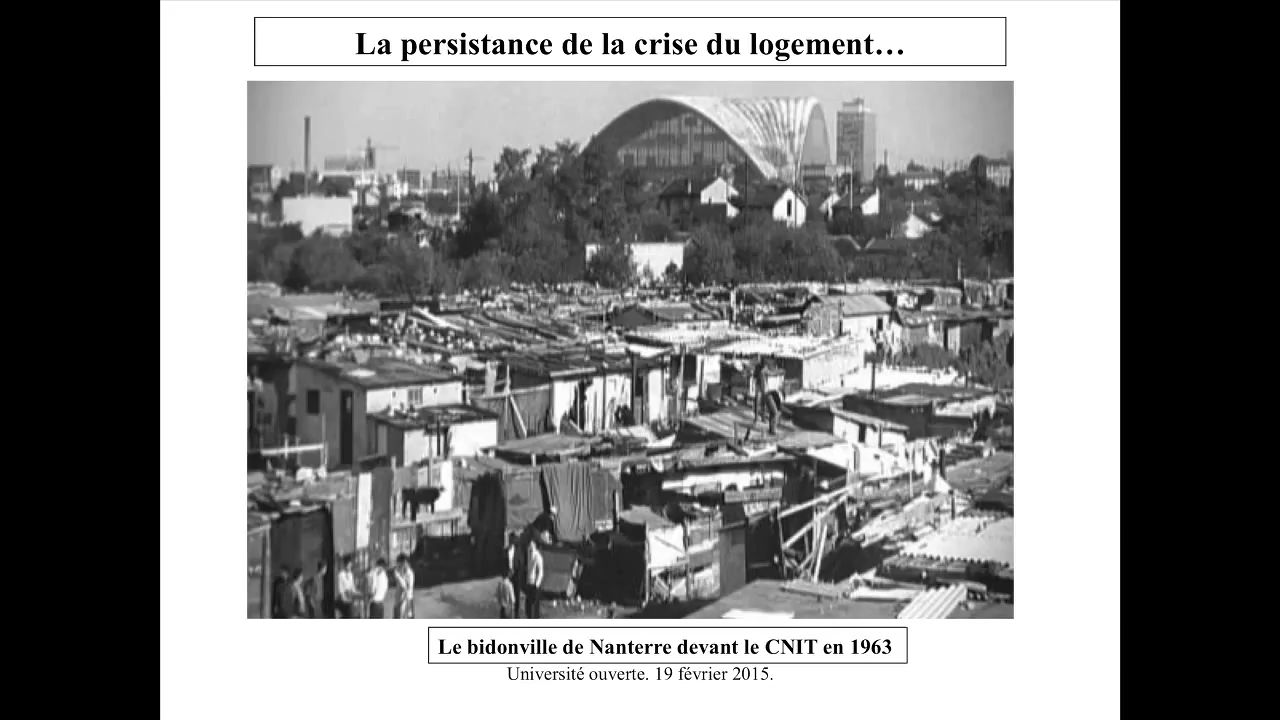 La persistance de la crise du logement…
Le bidonville de Nanterre devant le CNIT en 1963
Université ouverte. 19 février 2015.